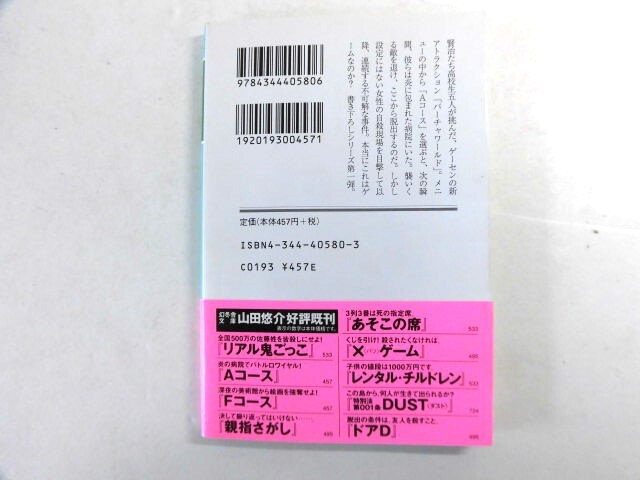 賢治たち高校生五人が挑んだ、ゲーセンの新
アトラクション「バーチャワールド」。メニ
ューの中から「Aコース」を選ぶと、次の瞬
間、彼らは炎に包まれた病院にいた。襲いく
る敵を退け、ここから脱出するのだ。しかし
設定にはない女性の自殺現場を目撃して以
降、連続する不可解な事件。本当にこれはゲ
ームなのか? 書き下ろしシリーズ第一弾。
9784344405806
1920193004571
定価(本体457円+税)
ISBN4-344-40580-3
C0193 ¥457E
幻冬舎文庫 山田悠介好評既刊
表示の数字は本体価格です。
全国500万の佐藤姓を皆殺しにせよ!
『リアル鬼ごっこ』 533
炎の病院でバトルロワイヤル!
『Aコース』 457
深夜の美術館から絵画を強奪せよ!
『Fコース』 457
決して振り返ってはいけない……。
『親指さがし』 495
3列3番は死の指定席。
『あそこの席』 533
くじを引け! 殺されたくなければ。
『×(バツ)ゲーム』 495
子供の値段は1000万円です
『レンタル・チルドレン』 533
この島から、何人が生きて出られるか?
『特別法第001条DUST〈ダスト〉』 724
脱出の条件は、友人を殺すこと。
『ドアD』 495